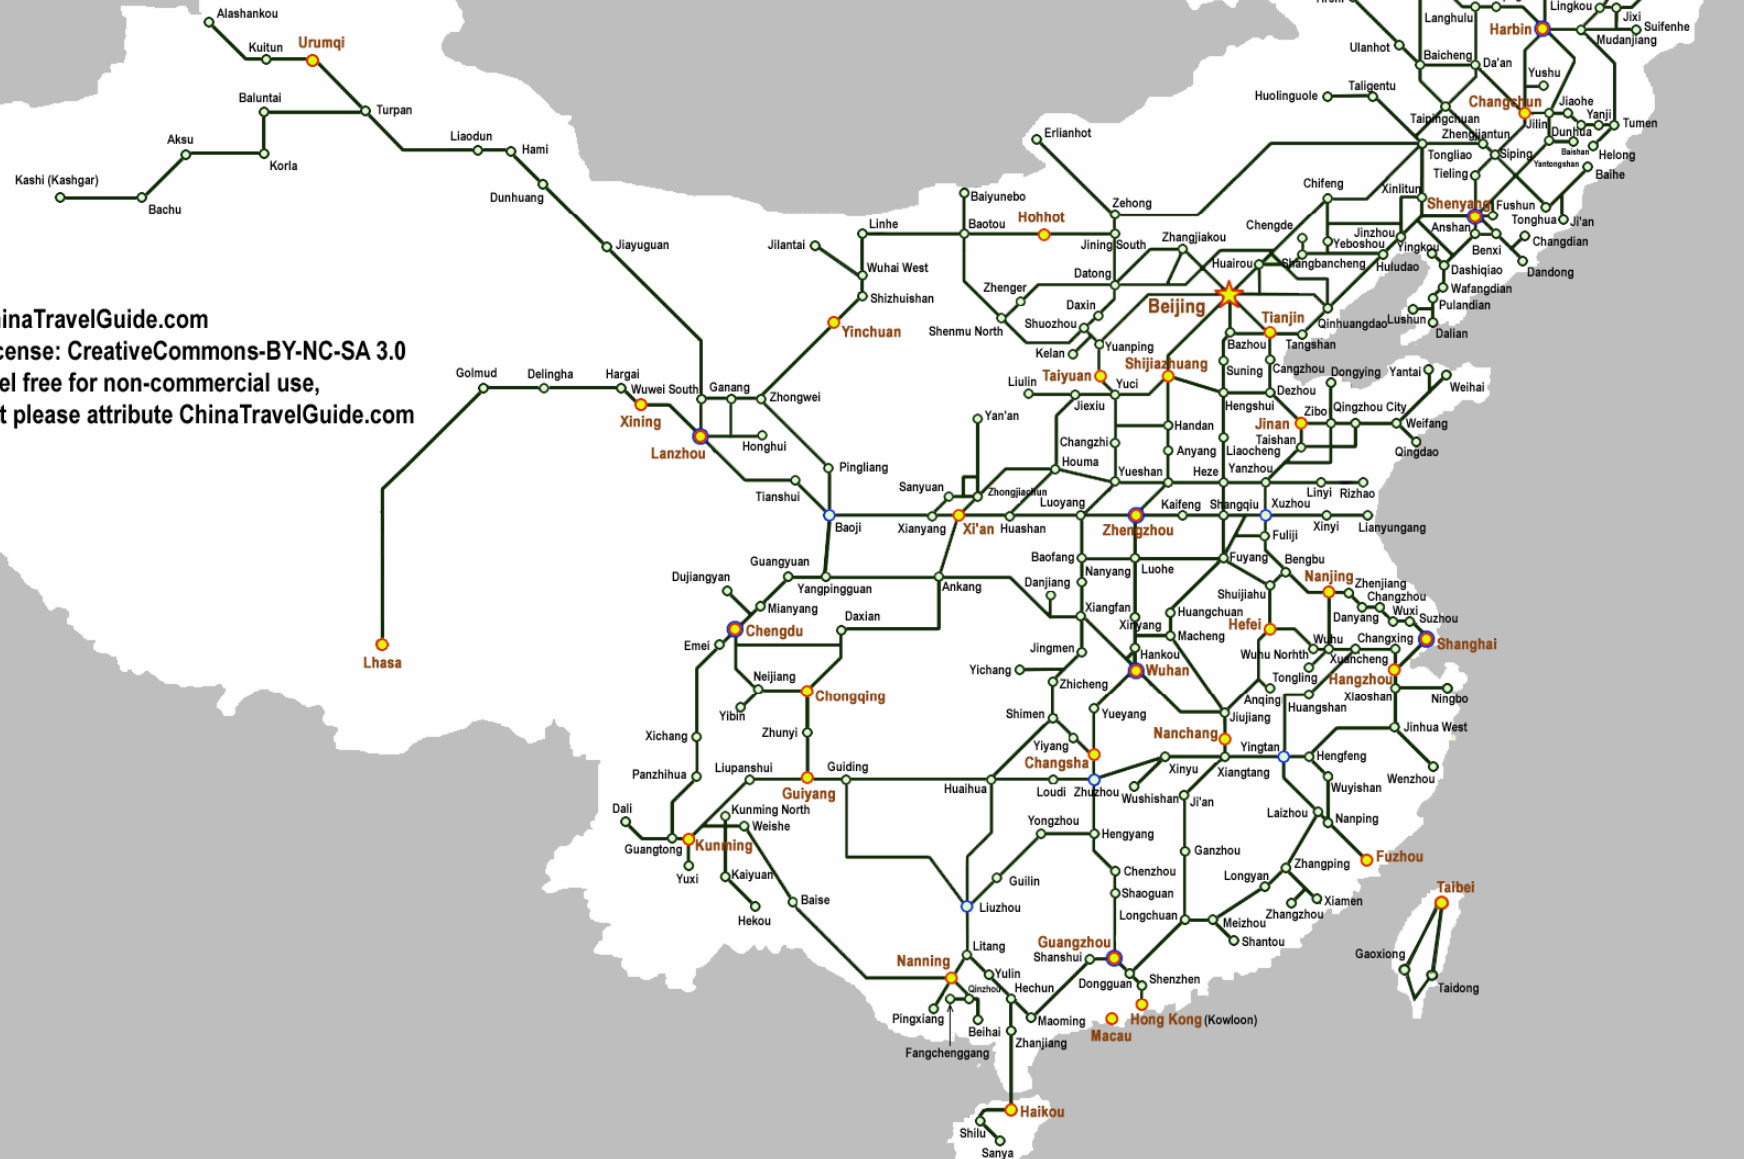 Alashankou
Kuitun
Urumqi
Baluntai
Turpan
Aksu
Korla
Kashi (Kashgar)
Bachu
Liaodun
Hami
Dunhuang
Jiayuguan
inaTravelGuide.com
cense: CreativeCommons-BY-NC-SA 3.0
el free for non-commercial use,
t please attribute ChinaTravelGuide.com
Golmud
Delingha
Hargai
Wuwei South
Ganang
Zhongwei
Xining
Lanzhou
Honghui
Lhasa
Jilantai
Linhe
Wuhai West
Shizhuishan
Yinchuan
Baiyunebo
Baotou
Hohhot
Erlianhot
Zehong
Jining South
Zhangjiakou
Datong
Zhenger
Shenmu North
Daxin
Shuozhou
Kelan
Yuanping
Taiyuan
Liulin
Yuci
Jiexiu
Shijiazhuang
Beijing
Huairou
Chengde
Shangbancheng
Chifeng
Yeboshou
Jinzhou
Xinlitun
Huludao
Yingkou
Qinhuangdao
Tianjin
Tangshan
Bazhou
Cangzhou
Suning
Dezhou
Hengshui
Handan
Anyang
Changzhi
Houma
Yueshan
Liaocheng
Heze
Yanzhou
Jinan
Taishan
Zibo
Dongying
Qingzhou City
Yantai
Weihai
Weifang
Qingdao
Linyi
Rizhao
Lingkou
Jixi
Suifenhe
Harbin
Mudanjiang
Langhulu
Ulanhot
Baicheng
Da'an
Yushu
Taligentu
Huolinguole
Changchun
Jiaohe
Taipingchuan
Jilin
Yanji
Tumen
Zhengjiantun
Dunhua
Baishan
Helong
Tongliao
Siping
Yantongshan
Baihe
Tieling
Shenyang
Fushun
Tonghua
Ji'an
Anshan
Benxi
Changdian
Dandong
Dashiqiao
Wafangdian
Pulandian
Lushun
Dalian
Pingliang
Tianshui
Baoji
Yan'an
Sanyuan
Zhongjiachun
Xianyang
Xi'an
Huashan
Luoyang
Zhengzhou
Kaifeng
Shangqiu
Xuzhou
Xinyi
Lianyungang
Fuliji
Baofang
Nanyang
Luohe
Fuyang
Bengbu
Guangyuan
Dujiangyan
Yangpingguan
Ankang
Danjiang
Xiangfan
Mianyang
Chengdu
Daxian
Emei
Neijiang
Chongqing
Yibin
Zhunyi
Xichang
Panzhihua
Liupanshui
Guiding
Guiyang
Huangchuan
Xinyang
Macheng
Hankou
Wuhan
Jingmen
Yichang
Zhicheng
Shimen
Yueyang
Yiyang
Changsha
Shuijiahu
Hefei
Nanjing
Zhenjiang
Changzhou
Danyang
Wuxi
Suzhou
Shanghai
Wuhu
Wuhu Norhth
Changxing
Xuancheng
Hangzhou
Tongling
Anqing
Huangshan
Xiaoshan
Ningbo
Jiujiang
Nanchang
Yingtan
Hengfeng
Jinhua West
Wenzhou
Huaihua
Loudi
Zhuzhou
Xinyu
Wushishan
Xiangtang
Ji'an
Wuyishan
Laizhou
Nanping
Fuzhou
Dali
Guangtong
Kunming North
Weishe
Kunming
Yuxi
Kaiyuan
Hekou
Baise
Yongzhou
Hengyang
Guilin
Liuzhou
Chenzhou
Shaoguan
Ganzhou
Zhangping
Longyan
Xiamen
Zhangzhou
Longchuan
Meizhou
Shantou
Taibei
Gaoxiong
Taidong
Litang
Nanning
Yulin
Qinzhou
Hechun
Pingxiang
Beihai
Fangchenggang
Maoming
Zhanjiang
Guangzhou
Shanshui
Dongguan
Shenzhen
Hong Kong (Kowloon)
Macau
Haikou
Shilu
Sanya